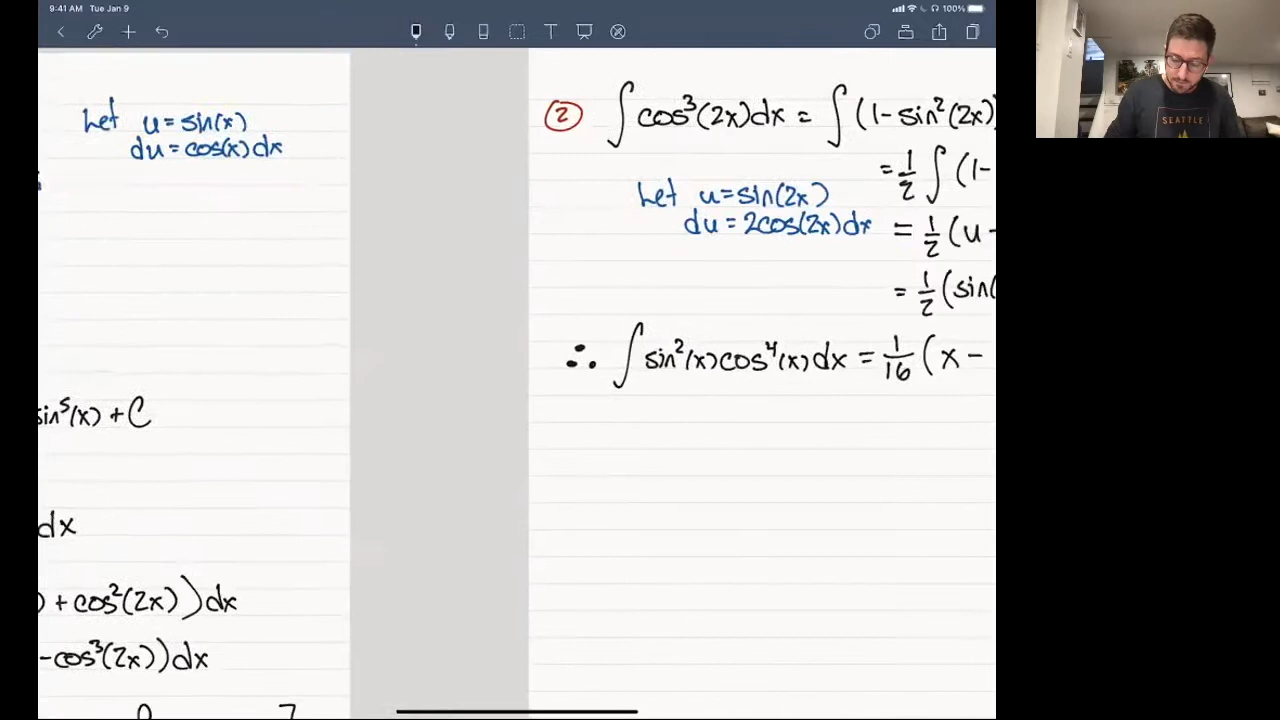 9:41 AM Tue Jan 9
100%
Let u = sin(x)
du = cos(x) dx
sin⁵(x) + C
dx
) + cos²(2x) ) dx
- cos³(2x) ) dx
② ∫ cos³(2x) dx = ∫ (1 - sin²(2x)
= 1/2 ∫ (1 -
Let u = sin(2x)
du = 2cos(2x) dx
= 1/2 (u -
= 1/2 (sin(
∴ ∫ sin²(x) cos⁴(x) dx = 1/16 (x -
SEATTLE